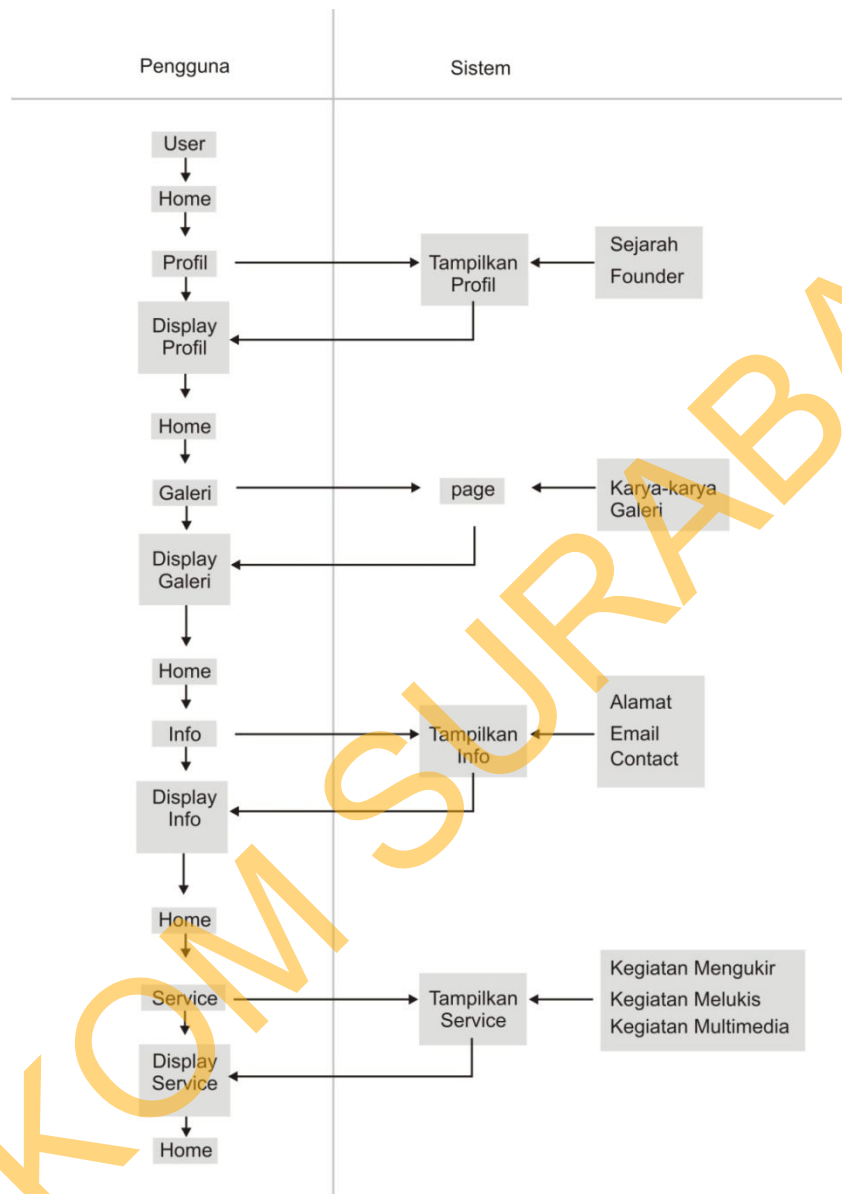 Pengguna
Sistem
User
Home
Profil
Tampilkan
Profil
Sejarah
Founder
Display
Profil
Home
Galeri
page
Karya-karya
Galeri
Display
Galeri
Home
Info
Tampilkan
Info
Alamat
Email
Contact
Display
Info
Home
Service
Tampilkan
Service
Kegiatan Mengukir
Kegiatan Melukis
Kegiatan Multimedia
Display
Service
Home
KOM SURABA